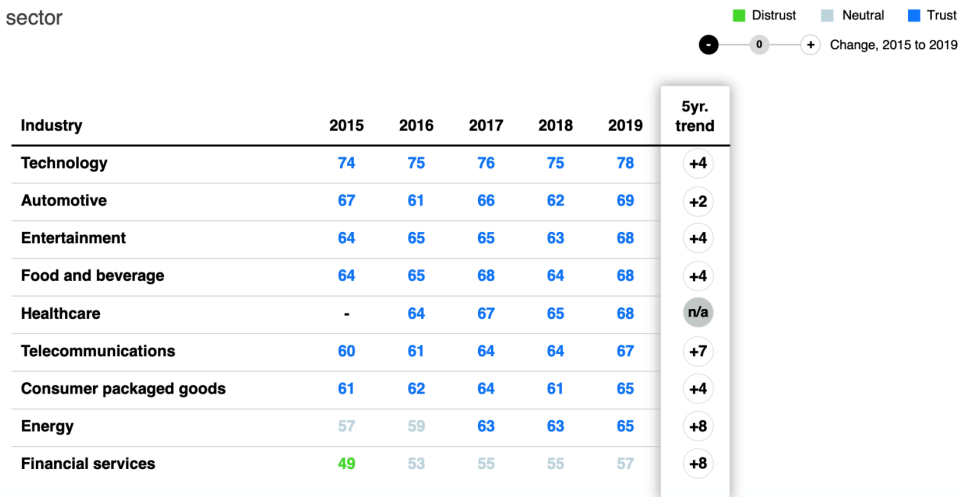 sector
Distrust Neutral Trust
- 0 + Change, 2015 to 2019
Industry 2015 2016 2017 2018 2019 5yr. trend
Technology 74 75 76 75 78 +4
Automotive 67 61 66 62 69 +2
Entertainment 64 65 65 63 68 +4
Food and beverage 64 65 68 64 68 +4
Healthcare - 64 67 65 68 n/a
Telecommunications 60 61 64 64 67 +7
Consumer packaged goods 61 62 64 61 65 +4
Energy 57 59 63 63 65 +8
Financial services 49 53 55 55 57 +8